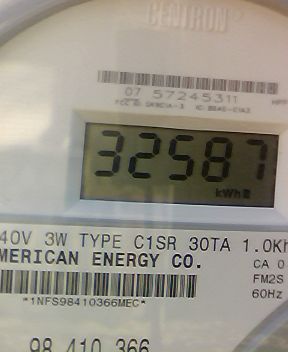 CENTRON
07 57245311
32587
kWh
40V 3W TYPE C1SR 30TA 1.0Kh
MERICAN ENERGY CO.
CA 0
FM2S
*1NFS98410366MEC*
60Hz
98 410 366